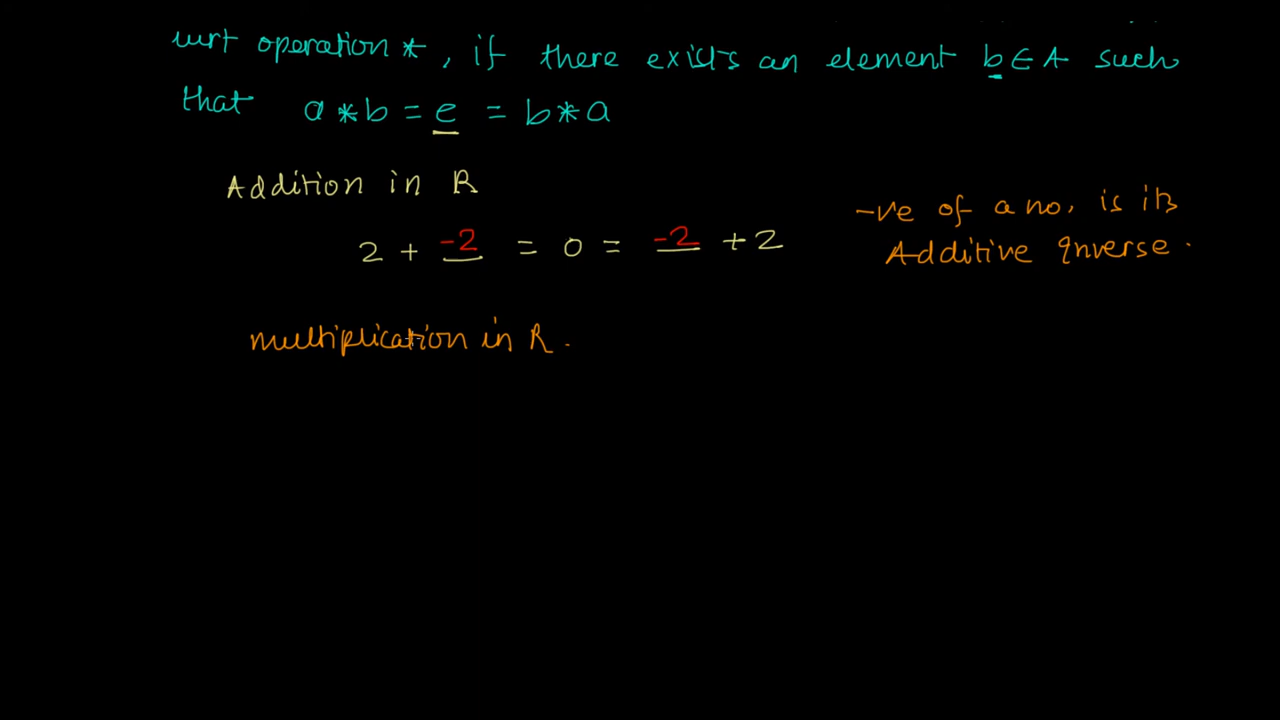 wrt operation *, if there exists an element b ∈ A such
that a * b = e = b * a
Addition in R
2 + -2 = 0 = -2 + 2
-ve of a no. is its
Additive Inverse.
multiplication in R.